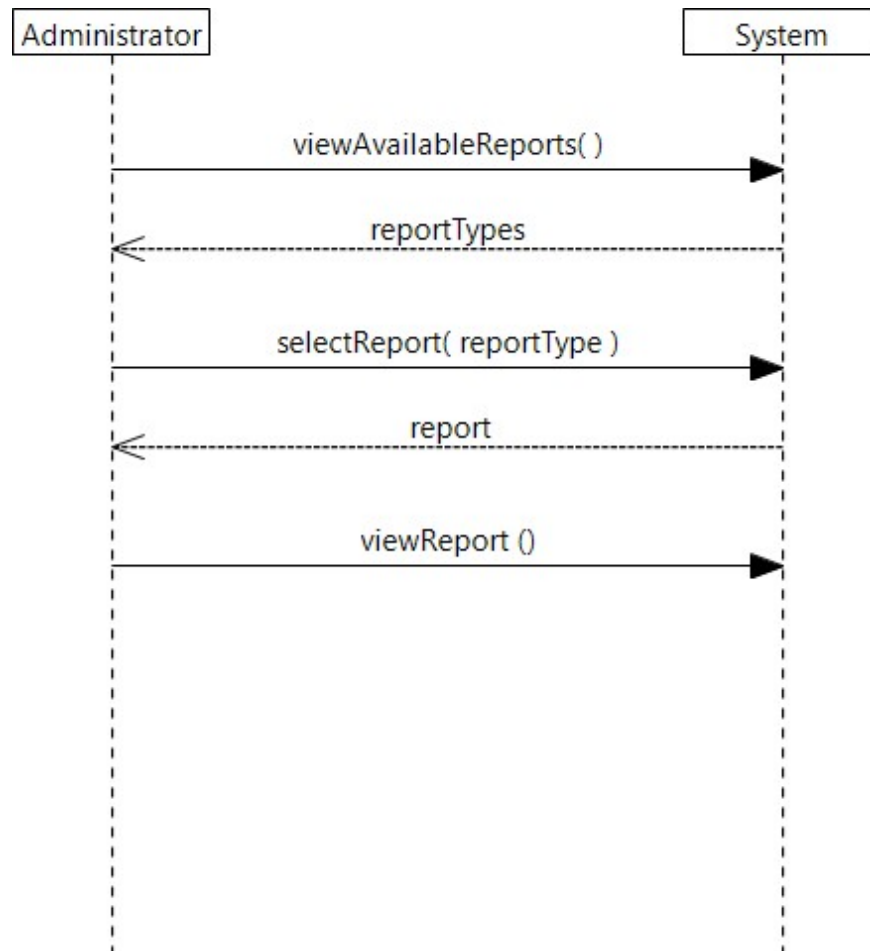 Administrator
System
viewAvailableReports( )
reportTypes
selectReport( reportType )
report
viewReport ()